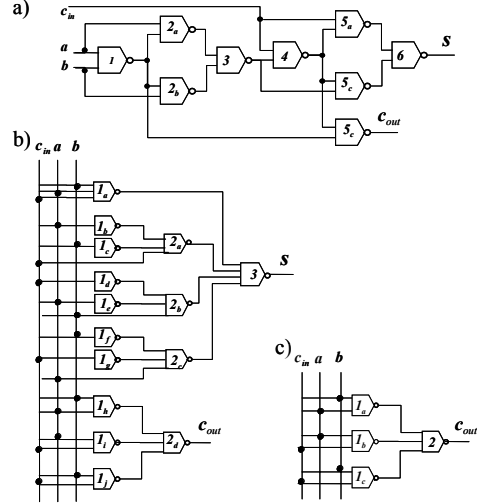 a)
c_in
a
b
1
2_a
2_b
3
4
5_a
5_c
5_c
6
S
c_out
b)
c_in a b
1_a
1_b
1_c
2_a
1_d
1_e
2_b
3
S
1_f
1_g
2_c
1_h
1_i
2_d
c_out
1_j
c)
c_in a b
1_a
1_b
2
c_out
1_c